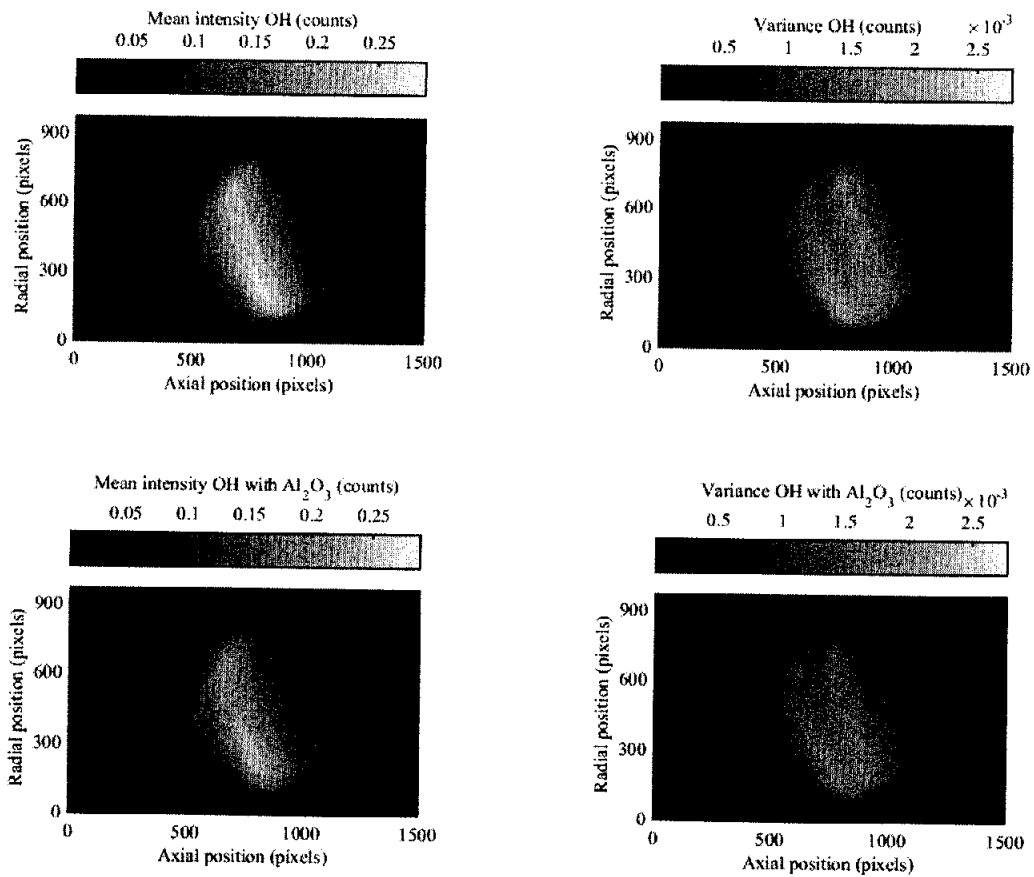 Mean intensity OH (counts)
0.05 0.1 0.15 0.2 0.25
Radial position (pixels)
900
600
300
0
0 500 1000 1500
Axial position (pixels)
Variance OH (counts) ×10⁻³
0.5 1 1.5 2 2.5
Radial position (pixels)
900
600
300
0
0 500 1000 1500
Axial position (pixels)
Mean intensity OH with Al₂O₃ (counts)
0.05 0.1 0.15 0.2 0.25
Radial position (pixels)
900
600
300
0
0 500 1000 1500
Axial position (pixels)
Variance OH with Al₂O₃ (counts) ×10⁻³
0.5 1 1.5 2 2.5
Radial position (pixels)
900
600
300
0
0 500 1000 1500
Axial position (pixels)